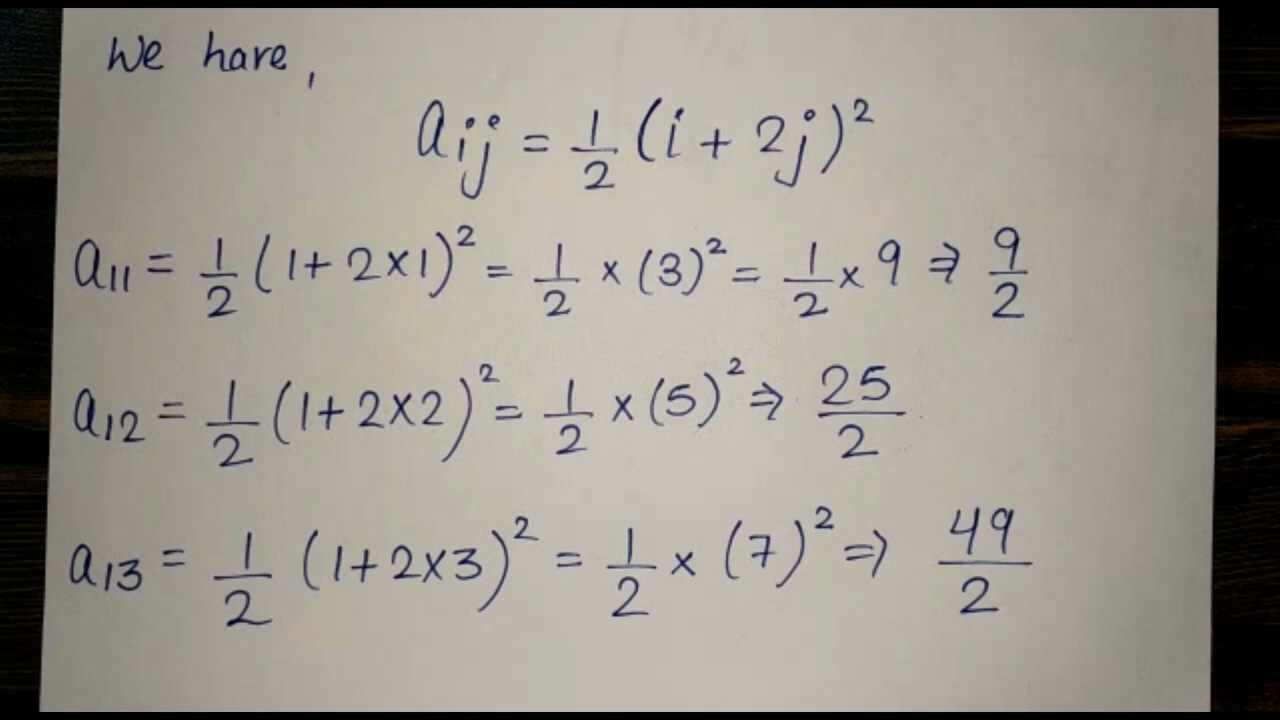 We have,
aij = 1/2 (i + 2j)²
a11 = 1/2 (1 + 2×1)² = 1/2 × (3)² = 1/2 × 9 ⇒ 9/2
a12 = 1/2 (1+2×2)² = 1/2 × (5)² ⇒ 25/2
a13 = 1/2 (1+2×3)² = 1/2 × (7)² ⇒ 49/2